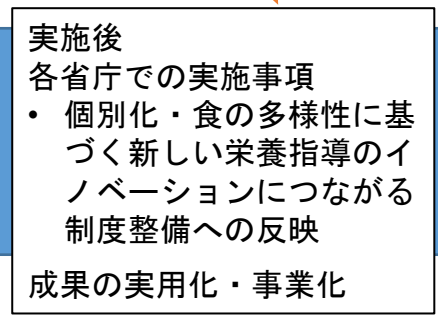 実施後
各省庁での実施事項
• 個別化・食の多様性に基
づく新しい栄養指導のイ
ノベーションにつながる
制度整備への反映
成果の実用化・事業化